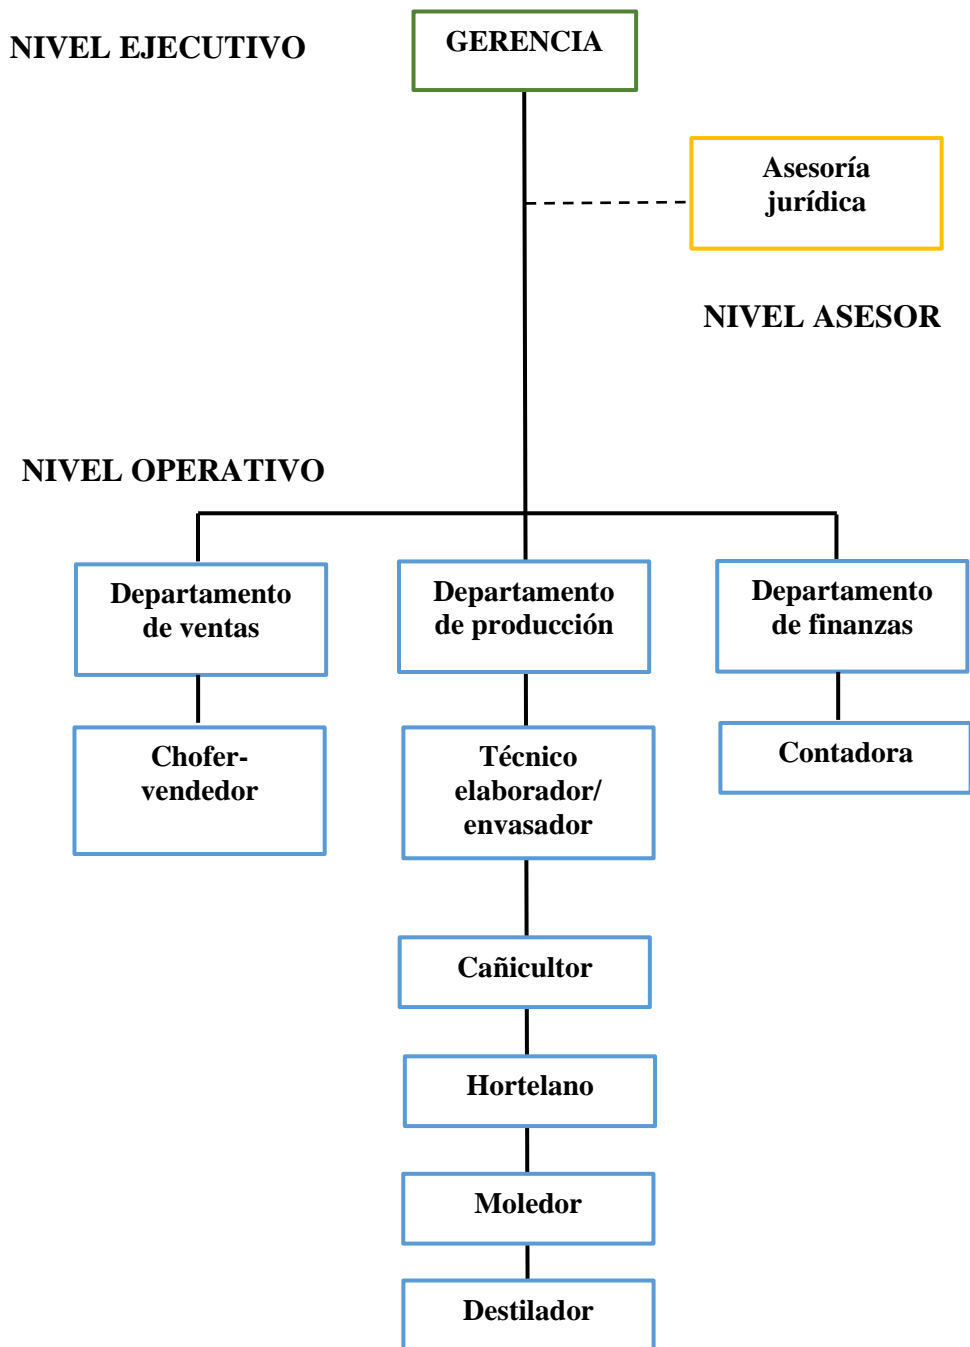 NIVEL EJECUTIVO
GERENCIA
Asesoría
jurídica
NIVEL ASESOR
NIVEL OPERATIVO
Departamento
de ventas
Departamento
de producción
Departamento
de finanzas
Chofer-
vendedor
Técnico
elaborador/
envasador
Contadora
Cañicultor
Hortelano
Moledor
Destilador